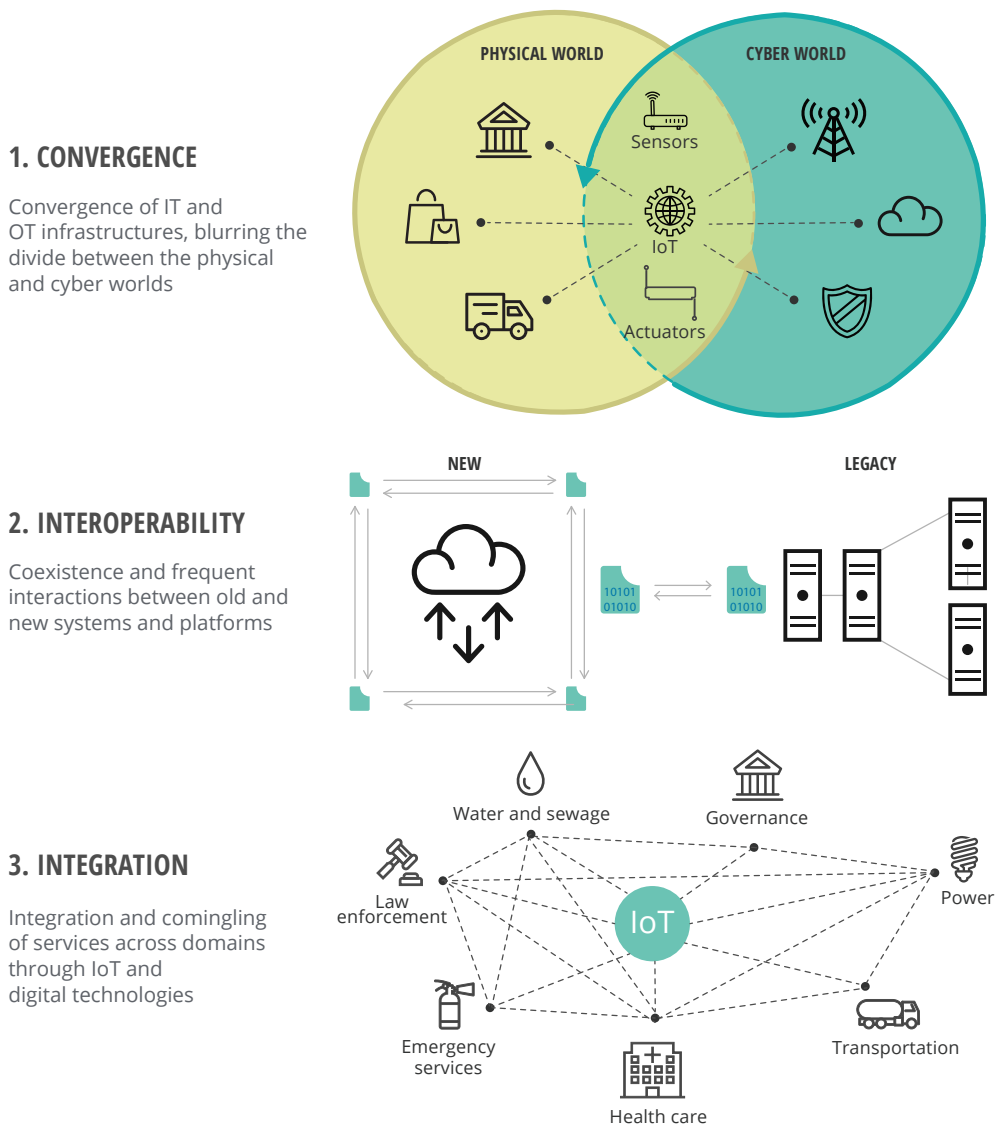 PHYSICAL WORLD
CYBER WORLD
Sensors
1. CONVERGENCE
Convergence of IT and
OT infrastructures, blurring the
divide between the physical
and cyber worlds
IoT
Actuators
NEW
LEGACY
2. INTEROPERABILITY
Coexistence and frequent
interactions between old and
new systems and platforms
10101
01010
10101
01010
3. INTEGRATION
Integration and comingling
of services across domains
through IoT and
digital technologies
Water and sewage
Governance
Law
enforcement
Power
IoT
Emergency
services
Transportation
Health care